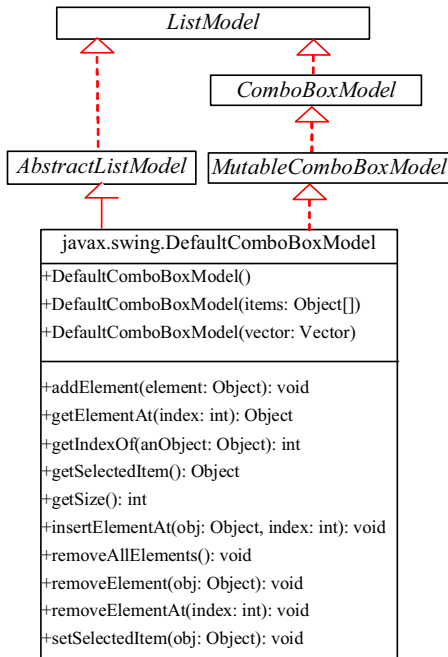 ListModel
ComboBoxModel
AbstractListModel
MutableComboBoxModel
javax.swing.DefaultComboBoxModel
+DefaultComboBoxModel()
+DefaultComboBoxModel(items: Object[])
+DefaultComboBoxModel(vector: Vector)
+addElement(element: Object): void
+getElementAt(index: int): Object
+getIndexOf(anObject: Object): int
+getSelectedItem(): Object
+getSize(): int
+insertElementAt(obj: Object, index: int): void
+removeAllElements(): void
+removeElement(obj: Object): void
+removeElementAt(index: int): void
+setSelectedItem(obj: Object): void